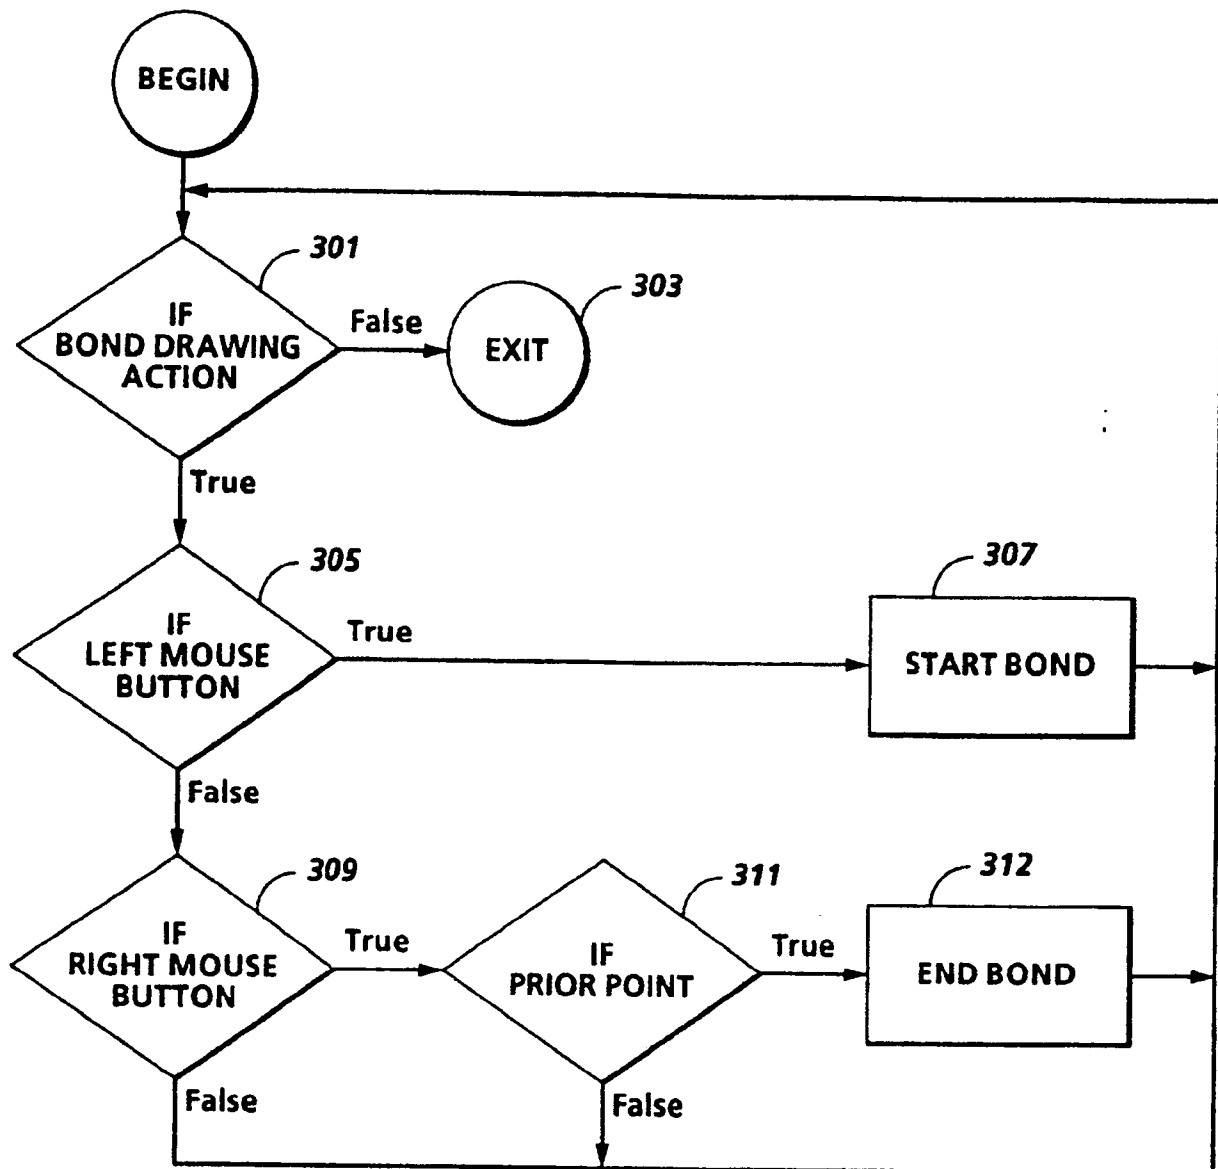 BEGIN
301
IF
BOND DRAWING
ACTION
False
303
EXIT
True
305
IF
LEFT MOUSE
BUTTON
True
307
START BOND
False
309
IF
RIGHT MOUSE
BUTTON
True
311
IF
PRIOR POINT
True
312
END BOND
False
False